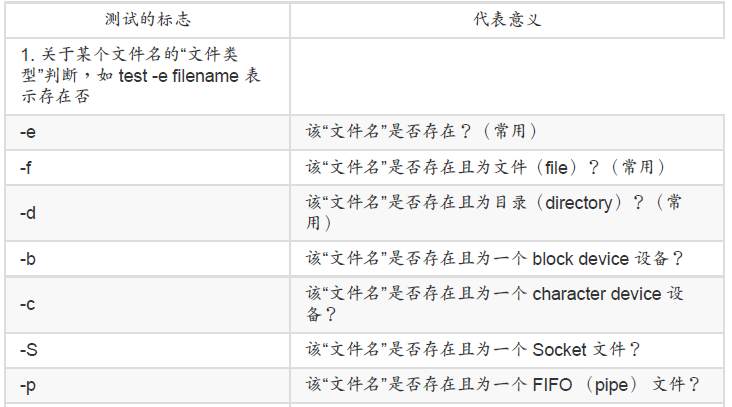 测试的标志 代表意义
1. 关于某个文件名的“文件类
型”判断，如 test -e filename 表
示存在否
-e 该“文件名”是否存在？（常用）
-f 该“文件名”是否存在且为文件（file）？（常用）
-d 该“文件名”是否存在且为目录（directory）？（常
用）
-b 该“文件名”是否存在且为一个 block device 设备？
-c 该“文件名”是否存在且为一个 character device 设
备？
-S 该“文件名”是否存在且为一个 Socket 文件？
-p 该“文件名”是否存在且为一个 FIFO （pipe） 文件？